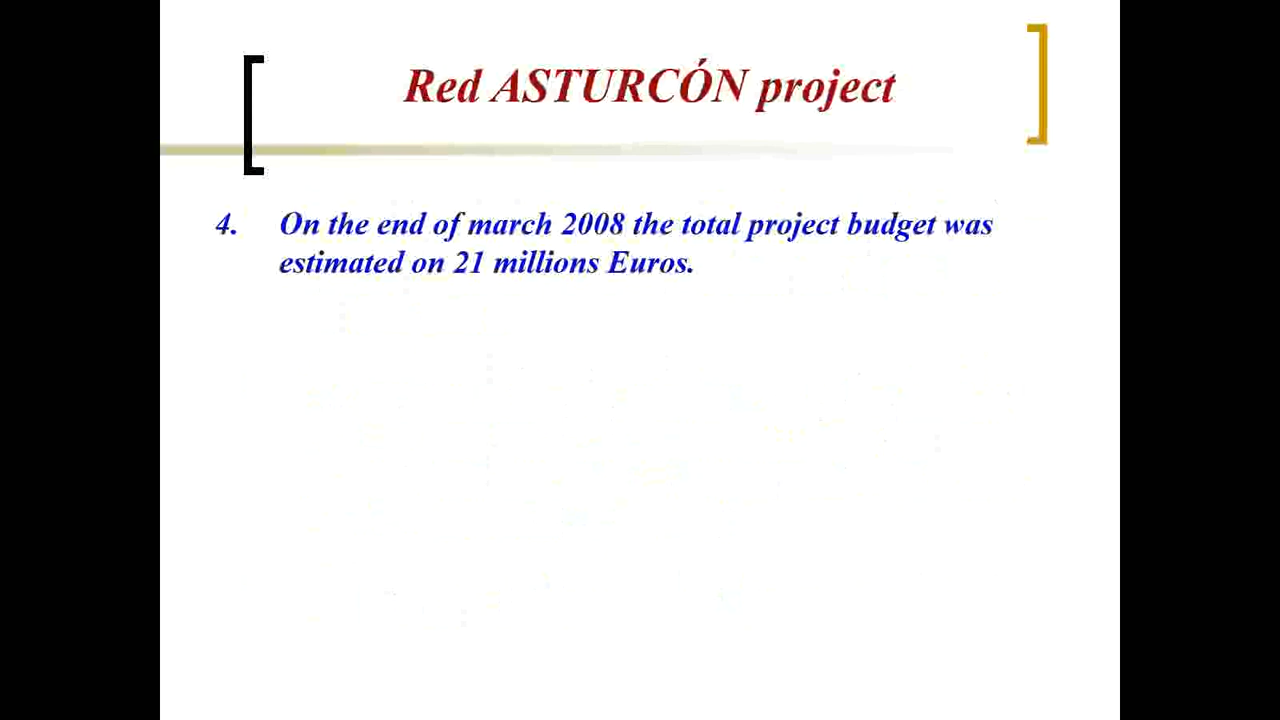 Red ASTURCÓN project
4. On the end of march 2008 the total project budget was
estimated on 21 millions Euros.